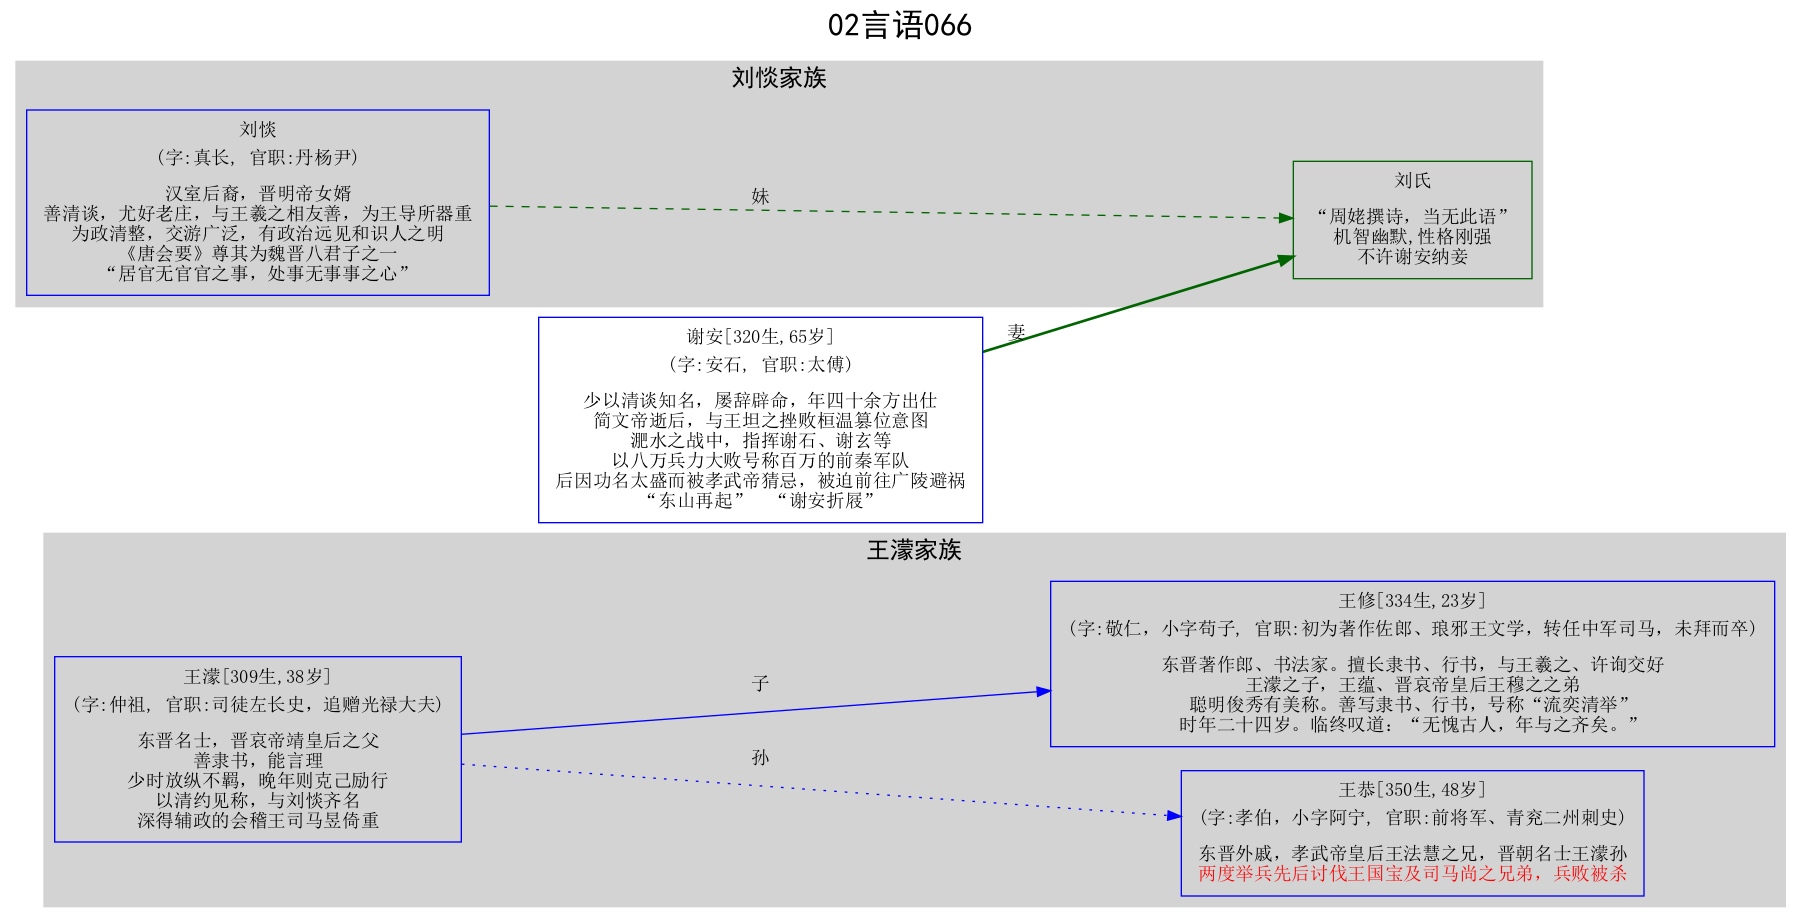 02言语066
刘惔家族
刘惔
(字:真长, 官职:丹杨尹)
汉室后裔，晋明帝女婿
善清谈，尤好老庄，与王羲之相友善，为王导所器重
为政清整，交游广泛，有政治远见和识人之明
《唐会要》尊其为魏晋八君子之一
“居官无官官之事，处事无事事之心”
妹
刘氏
“周姥撰诗，当无此语”
机智幽默,性格刚强
不许谢安纳妾
妻
谢安[320生,65岁]
(字:安石, 官职:太傅)
少以清谈知名，屡辞辟命，年四十余方出仕
简文帝逝后，与王坦之挫败桓温篡位意图
淝水之战中，指挥谢石、谢玄等
以八万兵力大败号称百万的前秦军队
后因功名太盛而被孝武帝猜忌，被迫前往广陵避祸
“东山再起”  “谢安折屐”
王濛家族
王濛[309生,38岁]
(字:仲祖, 官职:司徒左长史，追赠光禄大夫)
东晋名士，晋哀帝靖皇后之父
善隶书，能言理
少时放纵不羁，晚年则克己励行
以清约见称，与刘惔齐名
深得辅政的会稽王司马昱倚重
子
孙
王修[334生,23岁]
(字:敬仁，小字苟子, 官职:初为著作佐郎、琅邪王文学，转任中军司马，未拜而卒)
东晋著作郎、书法家。擅长隶书、行书，与王羲之、许询交好
王濛之子，王蕴、晋哀帝皇后王穆之之弟
聪明俊秀有美称。善写隶书、行书，号称“流奕清举”
时年二十四岁。临终叹道：“无愧古人，年与之齐矣。”
王恭[350生,48岁]
(字:孝伯，小字阿宁, 官职:前将军、青兖二州刺史)
东晋外戚，孝武帝皇后王法慧之兄，晋朝名士王濛孙
两度举兵先后讨伐王国宝及司马尚之兄弟，兵败被杀